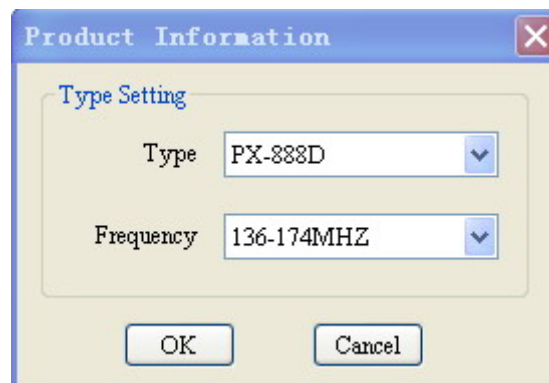 Product Information
Type Setting
Type PX-888D
Frequency 136-174MHZ
OK Cancel